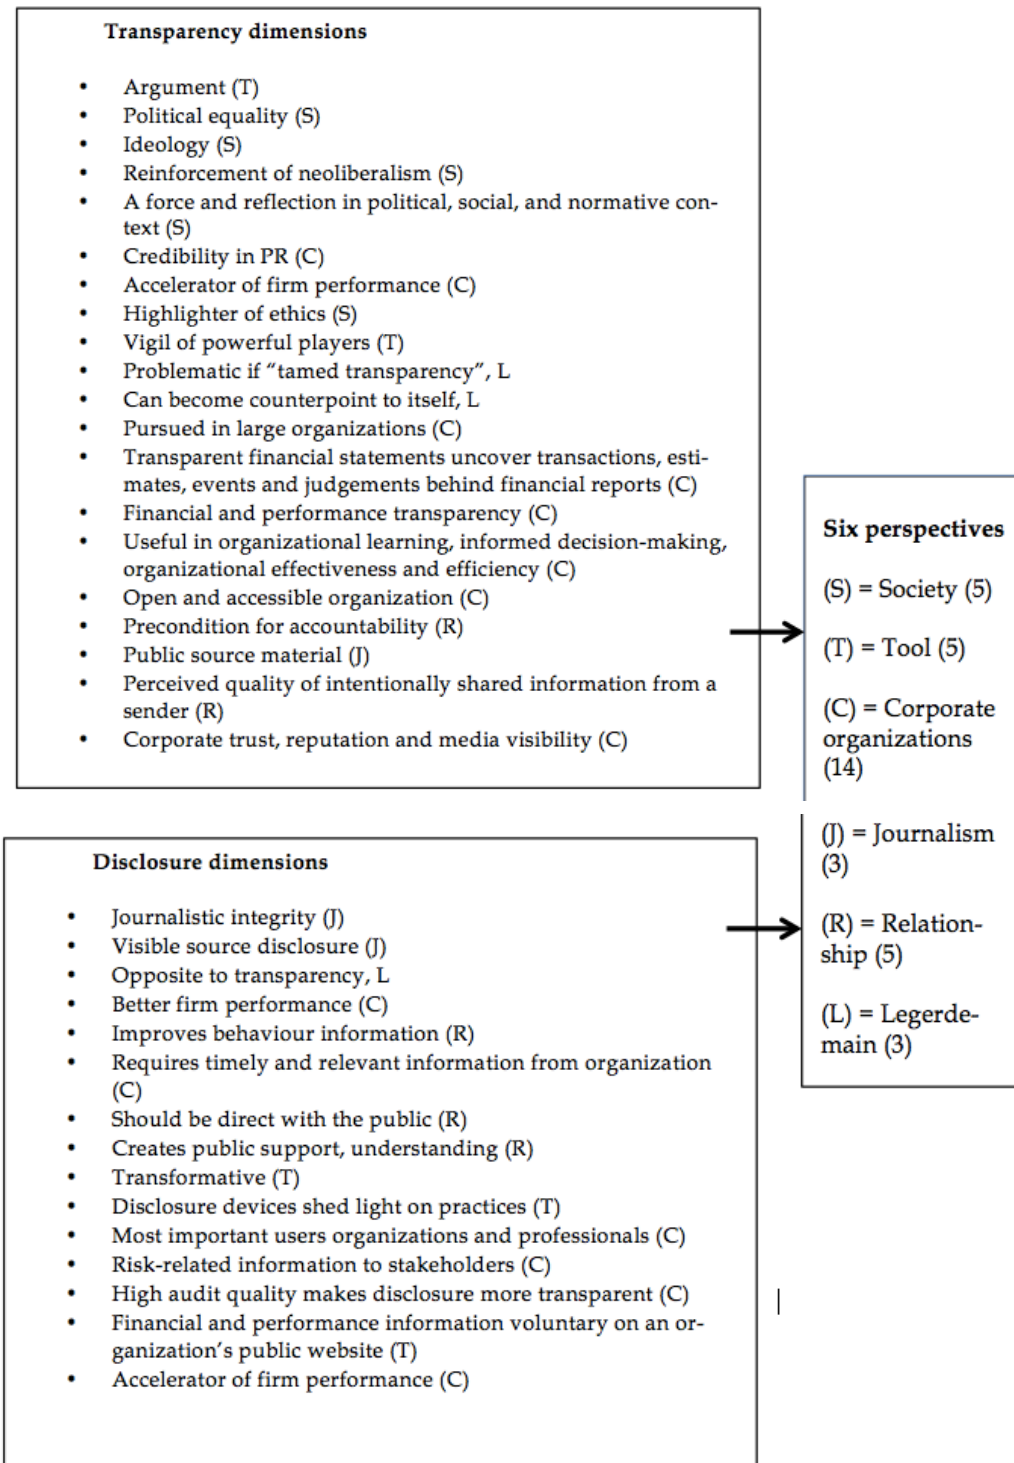 Transparency dimensions
• Argument (T)
• Political equality (S)
• Ideology (S)
• Reinforcement of neoliberalism (S)
• A force and reflection in political, social, and normative con-
text (S)
• Credibility in PR (C)
• Accelerator of firm performance (C)
• Highlighter of ethics (S)
• Vigil of powerful players (T)
• Problematic if “tamed transparency”, L
• Can become counterpoint to itself, L
• Pursued in large organizations (C)
• Transparent financial statements uncover transactions, esti-
mates, events and judgements behind financial reports (C)
• Financial and performance transparency (C)
• Useful in organizational learning, informed decision-making,
organizational effectiveness and efficiency (C)
• Open and accessible organization (C)
• Precondition for accountability (R)
• Public source material (J)
• Perceived quality of intentionally shared information from a
sender (R)
• Corporate trust, reputation and media visibility (C)
Disclosure dimensions
• Journalistic integrity (J)
• Visible source disclosure (J)
• Opposite to transparency, L
• Better firm performance (C)
• Improves behaviour information (R)
• Requires timely and relevant information from organization
(C)
• Should be direct with the public (R)
• Creates public support, understanding (R)
• Transformative (T)
• Disclosure devices shed light on practices (T)
• Most important users organizations and professionals (C)
• Risk-related information to stakeholders (C)
• High audit quality makes disclosure more transparent (C)
• Financial and performance information voluntary on an or-
ganization’s public website (T)
• Accelerator of firm performance (C)
Six perspectives
(S) = Society (5)
(T) = Tool (5)
(C) = Corporate
organizations
(14)
(J) = Journalism
(3)
(R) = Relation-
ship (5)
(L) = Legerde-
main (3)